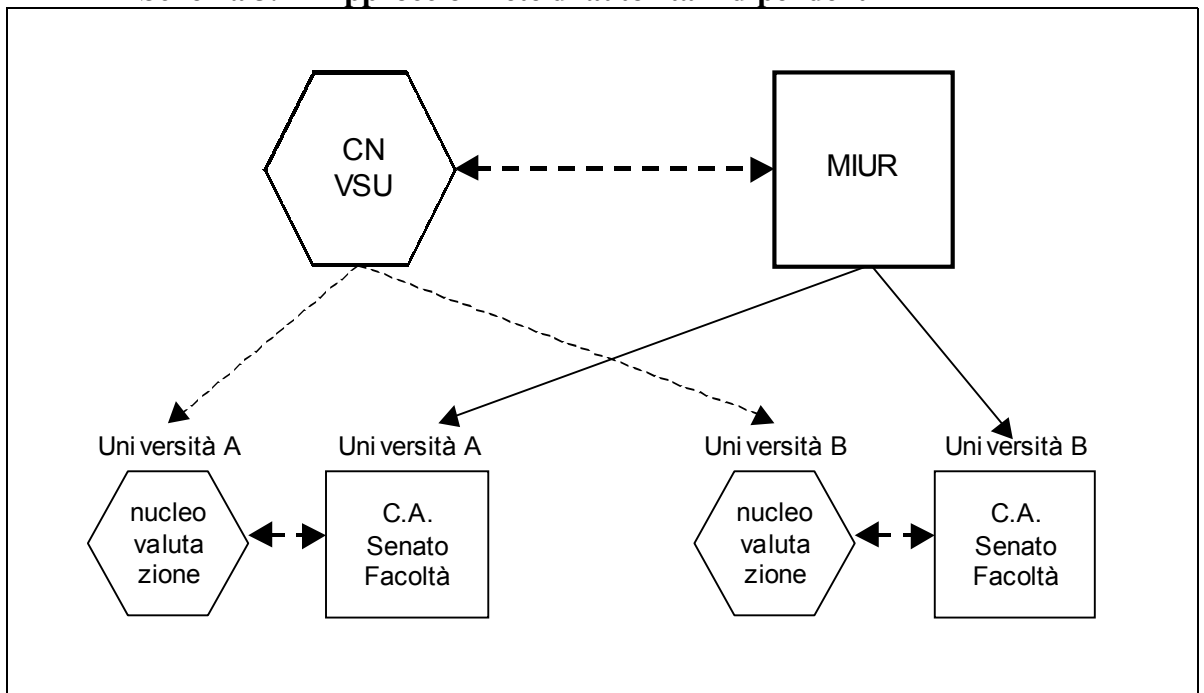 CN
VSU
MIUR
Università A
Università A
Università B
Università B
nucleo
valuta
zione
C.A.
Senato
Facoltà
nucleo
valuta
zione
C.A.
Senato
Facoltà